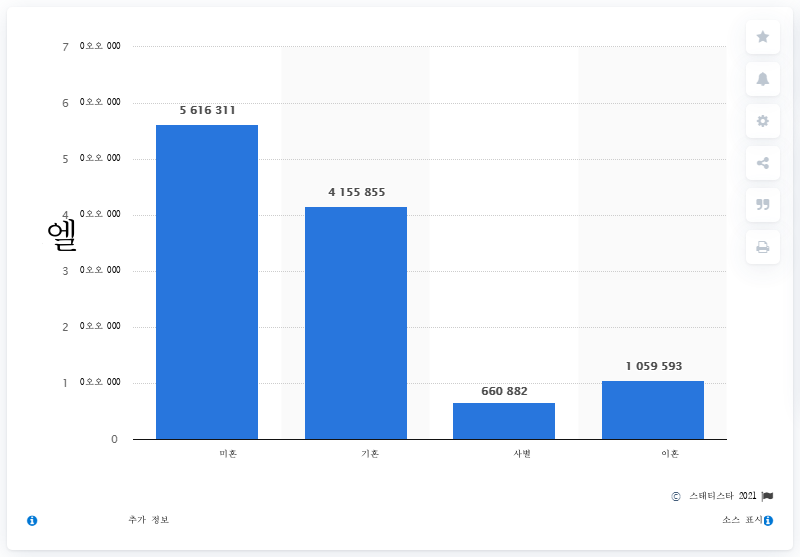 7 0오오 000
6 0오오 000
5 616 311
5 0오오 000
4 155 855
4 0오오 000
엘
3 0오오 000
2 0오오 000
1 059 593
1 0오오 000
660 882
0
미혼 기혼 사별 이혼
© 스태티스타 2021
추가 정보 소스 표시